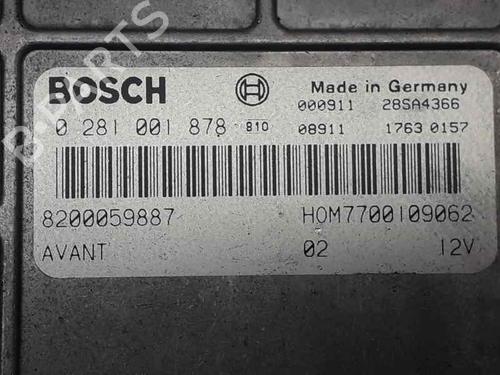 BOSCH
Made in Germany
000911 28SA4366
0 281 001 878 810 08911 1763 0157
8200059887 HOM7700109062
AVANT 02 12V
B-PARTS